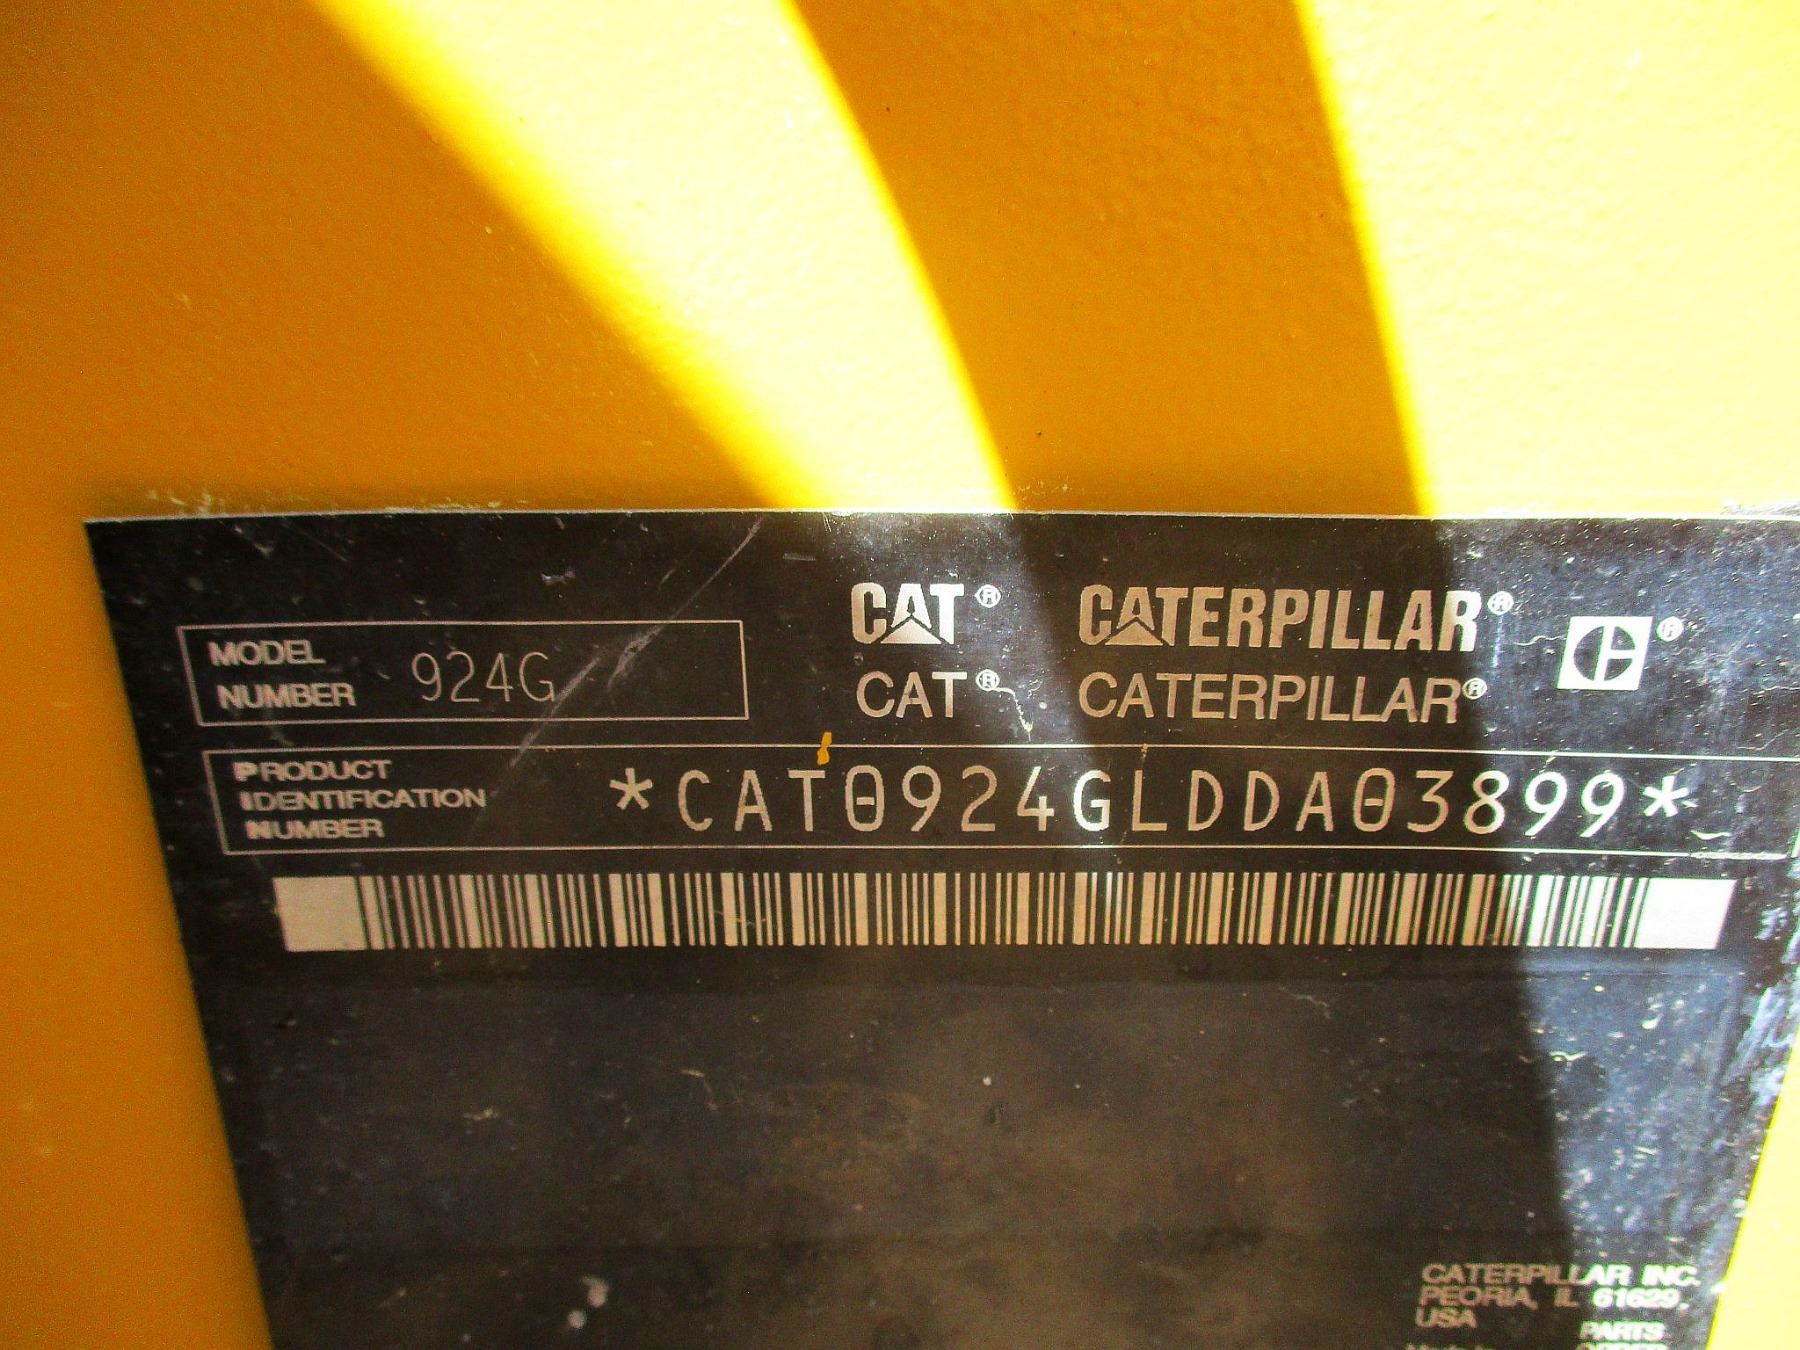 CAT® CATERPILLAR® ®
MODEL
NUMBER 924G
CAT® CATERPILLAR®
PRODUCT
IDENTIFICATION
NUMBER
*CAT0924GLDDA03899*
CATERPILLAR INC.
PEORIA, IL 61629,
USA
PARTS